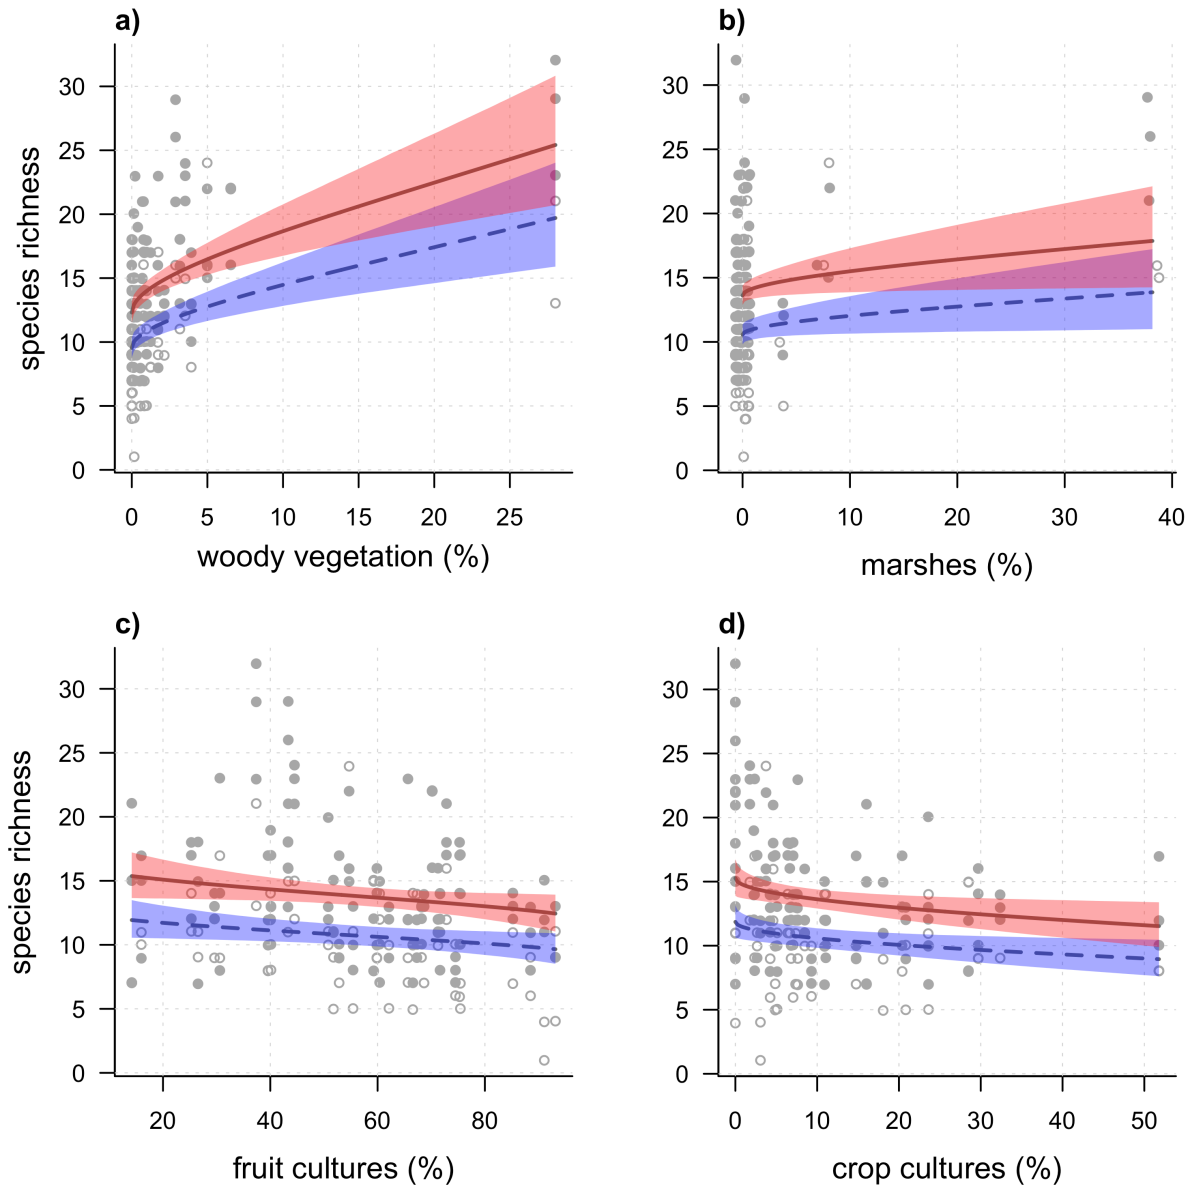 a)
species richness
30
25
20
15
10
5
0
0 5 10 15 20 25
woody vegetation (%)
b)
30
25
20
15
10
5
0
0 10 20 30 40
marshes (%)
c)
species richness
30
25
20
15
10
5
0
20 40 60 80
fruit cultures (%)
d)
30
25
20
15
10
5
0
0 10 20 30 40 50
crop cultures (%)